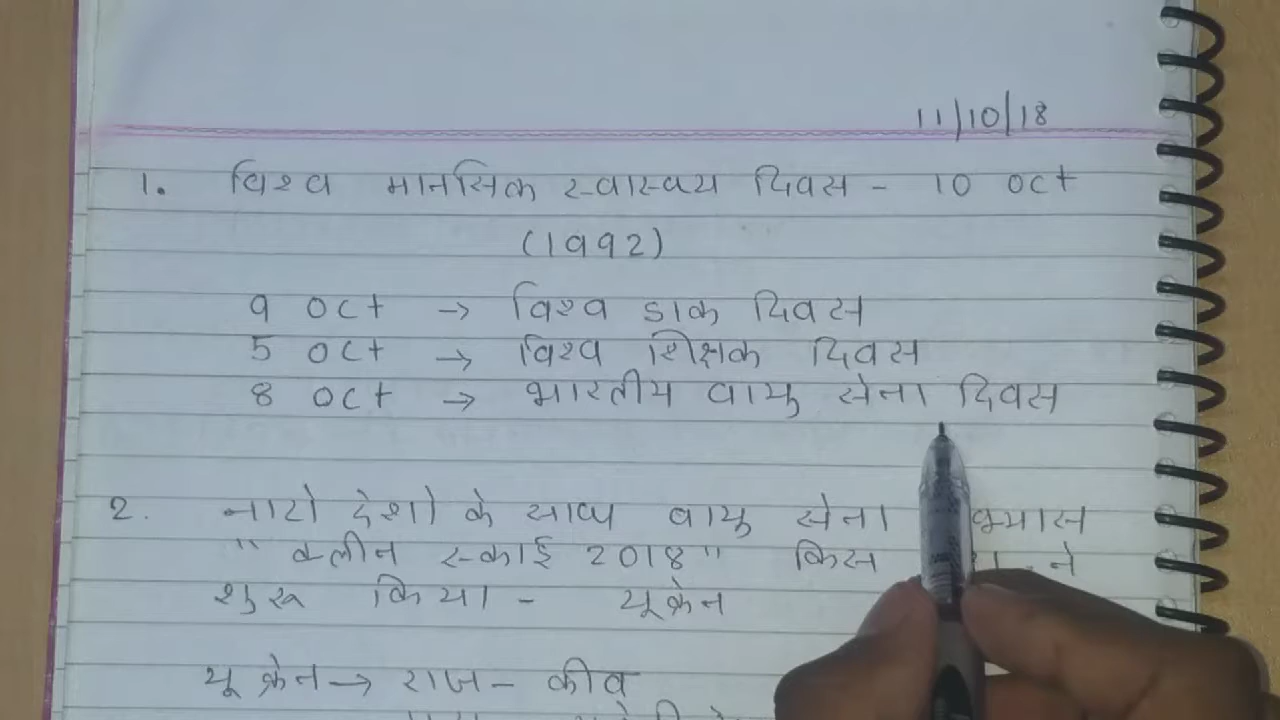 11/10/18
1. विश्व मानसिक स्वास्थ्य दिवस - 10 oct
(1992)
9 oct → विश्व डाक दिवस
5 oct → विश्व शिक्षक दिवस
8 oct → भारतीय वायु सेना दिवस
2. नाटो देशो के साथ वायु सेना
"क्लीन स्काई 2018" किस ने
शुरू किया - यूक्रेन
यूक्रेन → राज - कीव